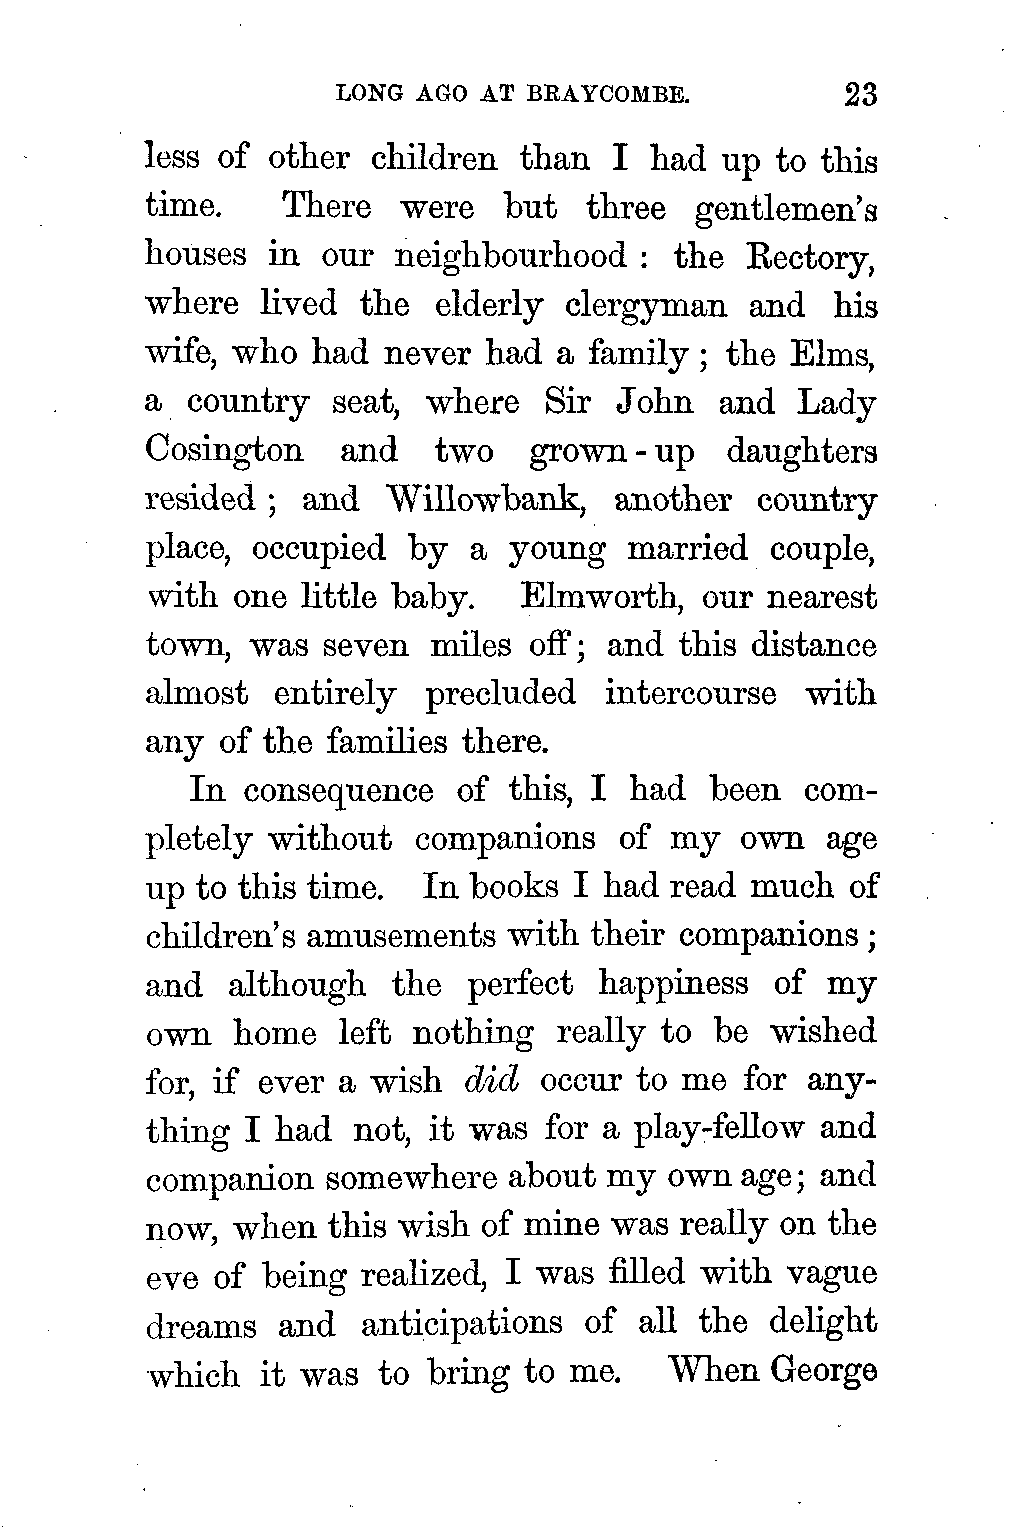 LONG AGO AT BRAYCOMBE. 23
less of other children than I had up to this
time. There were but three gentlemen's
houses in our neighbourhood : the Rectory,
where lived the elderly clergyman and his
wife, who had never had a family ; the Elms,
a country seat, where Sir John and Lady
Cosington and two grown-up daughters
resided ; and Willowbank, another country
place, occupied by a young married couple,
with one little baby. Elmworth, our nearest
town, was seven miles off; and this distance
almost entirely precluded intercourse with
any of the families there.
In consequence of this, I had been com-
pletely without companions of my own age
up to this time. In books I had read much of
children's amusements with their companions ;
and although the perfect happiness of my
own home left nothing really to be wished
for, if ever a wish did occur to me for any-
thing I had not, it was for a play-fellow and
companion somewhere about my own age; and
now, when this wish of mine was really on the
eve of being realized, I was filled with vague
dreams and anticipations of all the delight
which it was to bring to me. When George